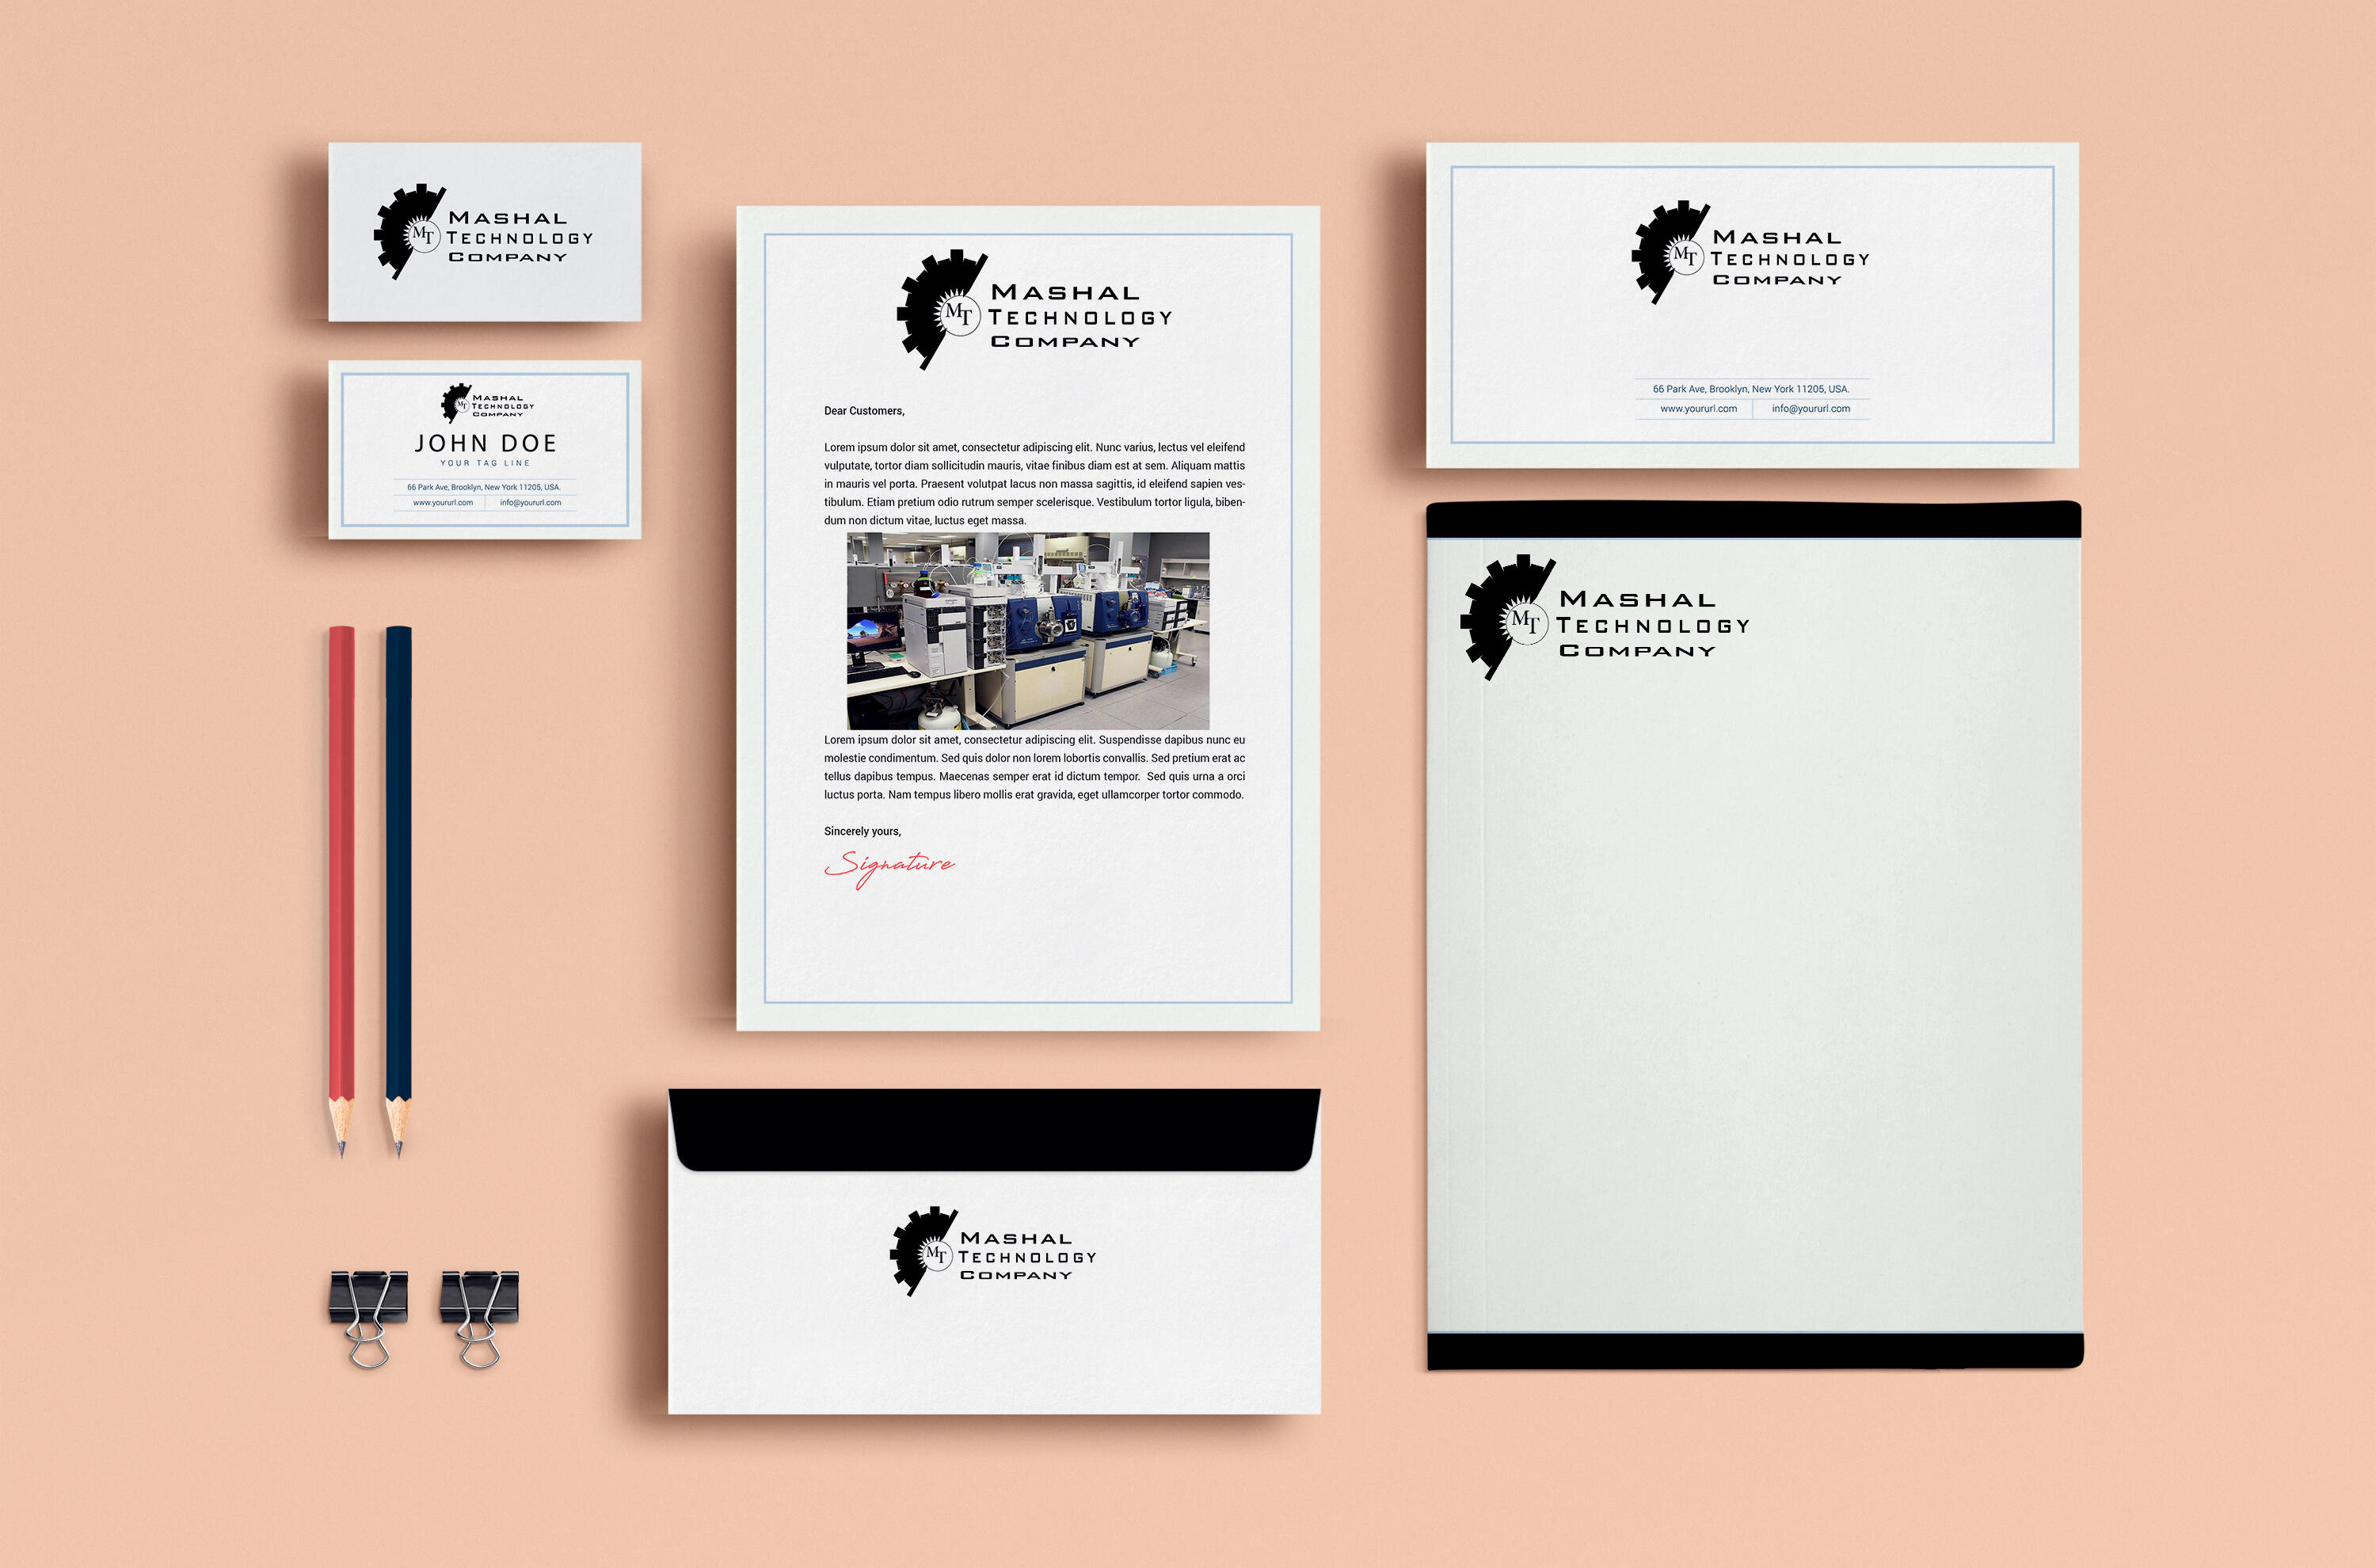 MT
MASHAL
TECHNOLOGY
COMPANY
MT
MASHAL
TECHNOLOGY
COMPANY
JOHN DOE
YOUR TAG LINE
66 Park Ave, Brooklyn, New York 11205, USA.
www.yoururl.com info@yoururl.com
MT
MASHAL
TECHNOLOGY
COMPANY
Dear Customers,
Lorem ipsum dolor sit amet, consectetur adipiscing elit. Nunc varius, lectus vel eleifend
vulputate, tortor diam sollicitudin mauris, vitae finibus diam est at sem. Aliquam mattis
in mauris vel porta. Praesent volutpat lacus non massa sagittis, id eleifend sapien ves-
tibulum. Etiam pretium odio rutrum semper scelerisque. Vestibulum tortor ligula, biben-
dum non dictum vitae, luctus eget massa.
Lorem ipsum dolor sit amet, consectetur adipiscing elit. Suspendisse dapibus nunc eu
molestie condimentum. Sed quis dolor non lorem lobortis convallis. Sed pretium erat ac
tellus dapibus tempus. Maecenas semper erat id dictum tempor. Sed quis urna a orci
luctus porta. Nam tempus libero mollis erat gravida, eget ullamcorper tortor commodo.
Sincerely yours,
Signature
MT
MASHAL
TECHNOLOGY
COMPANY
MT
MASHAL
TECHNOLOGY
COMPANY
66 Park Ave, Brooklyn, New York 11205, USA.
www.yoururl.com info@yoururl.com
MT
MASHAL
TECHNOLOGY
COMPANY